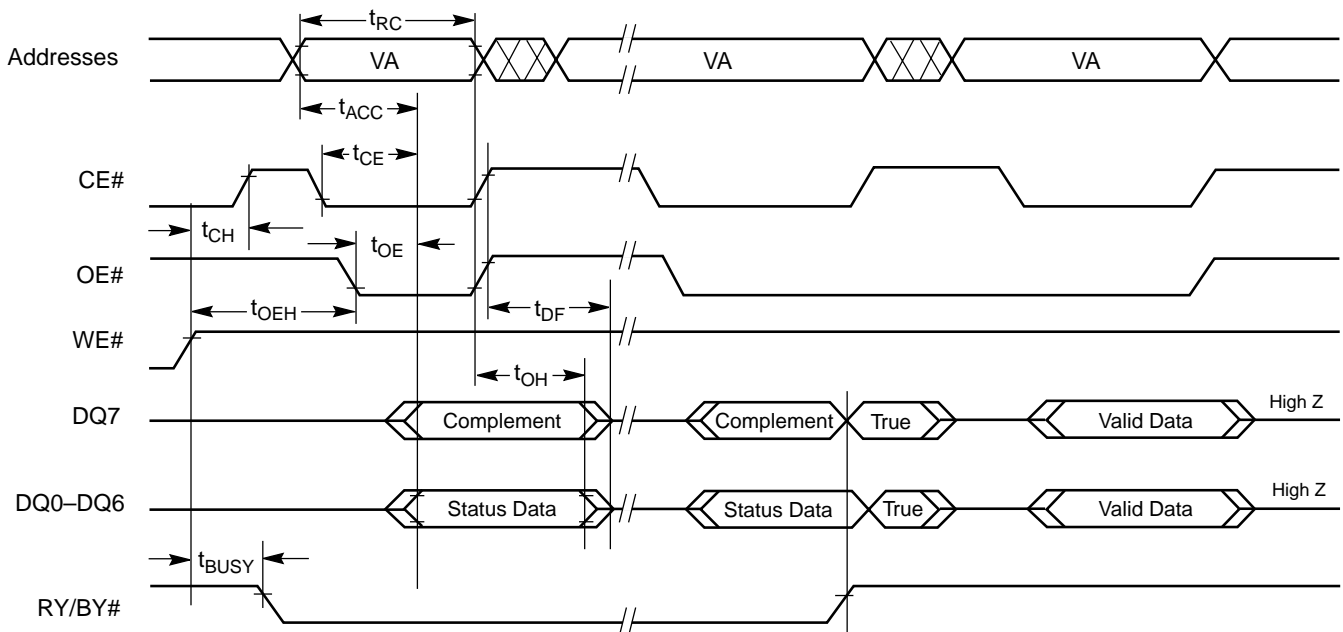 tRC
Addresses VA VA VA
tACC
tCE
CE#
tCH
tOE
OE#
tOEH tDF
WE#
tOH
DQ7 Complement Complement True Valid Data High Z
DQ0–DQ6 Status Data Status Data True Valid Data High Z
tBUSY
RY/BY#